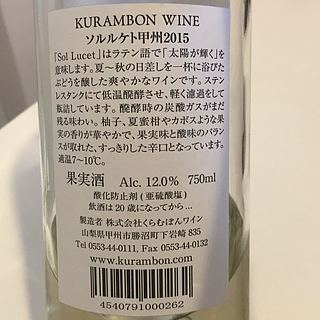 KURAMBON WINE
ソルルケト甲州2015
「Sol Lucet」はラテン語で「太陽が輝く」を
意味します。夏～秋の日差しを一杯に浴びた
ぶどうを醸した爽やかなワインです。ステン
レスタンクにて低温醗酵させ、軽く濾過をして
瓶詰しています。醗酵時の炭酸ガスがまだ
残る味わい。柚子、夏蜜柑やカボスような果
実の香りが華やかで、果実味と酸味のバラン
スが取れた、すっきりした辛口となっています。
適温7～10℃。
果実酒 Alc. 12.0% 750ml
酸化防止剤 ( 亜硫酸塩 )
飲酒は20歳になってから...
製造者 株式会社くらむぼんワイン
山梨県甲州市勝沼町下岩崎 835
Tel 0553-44-0111, Fax 0553-44-0132
www.kurambon.com
4540791000262